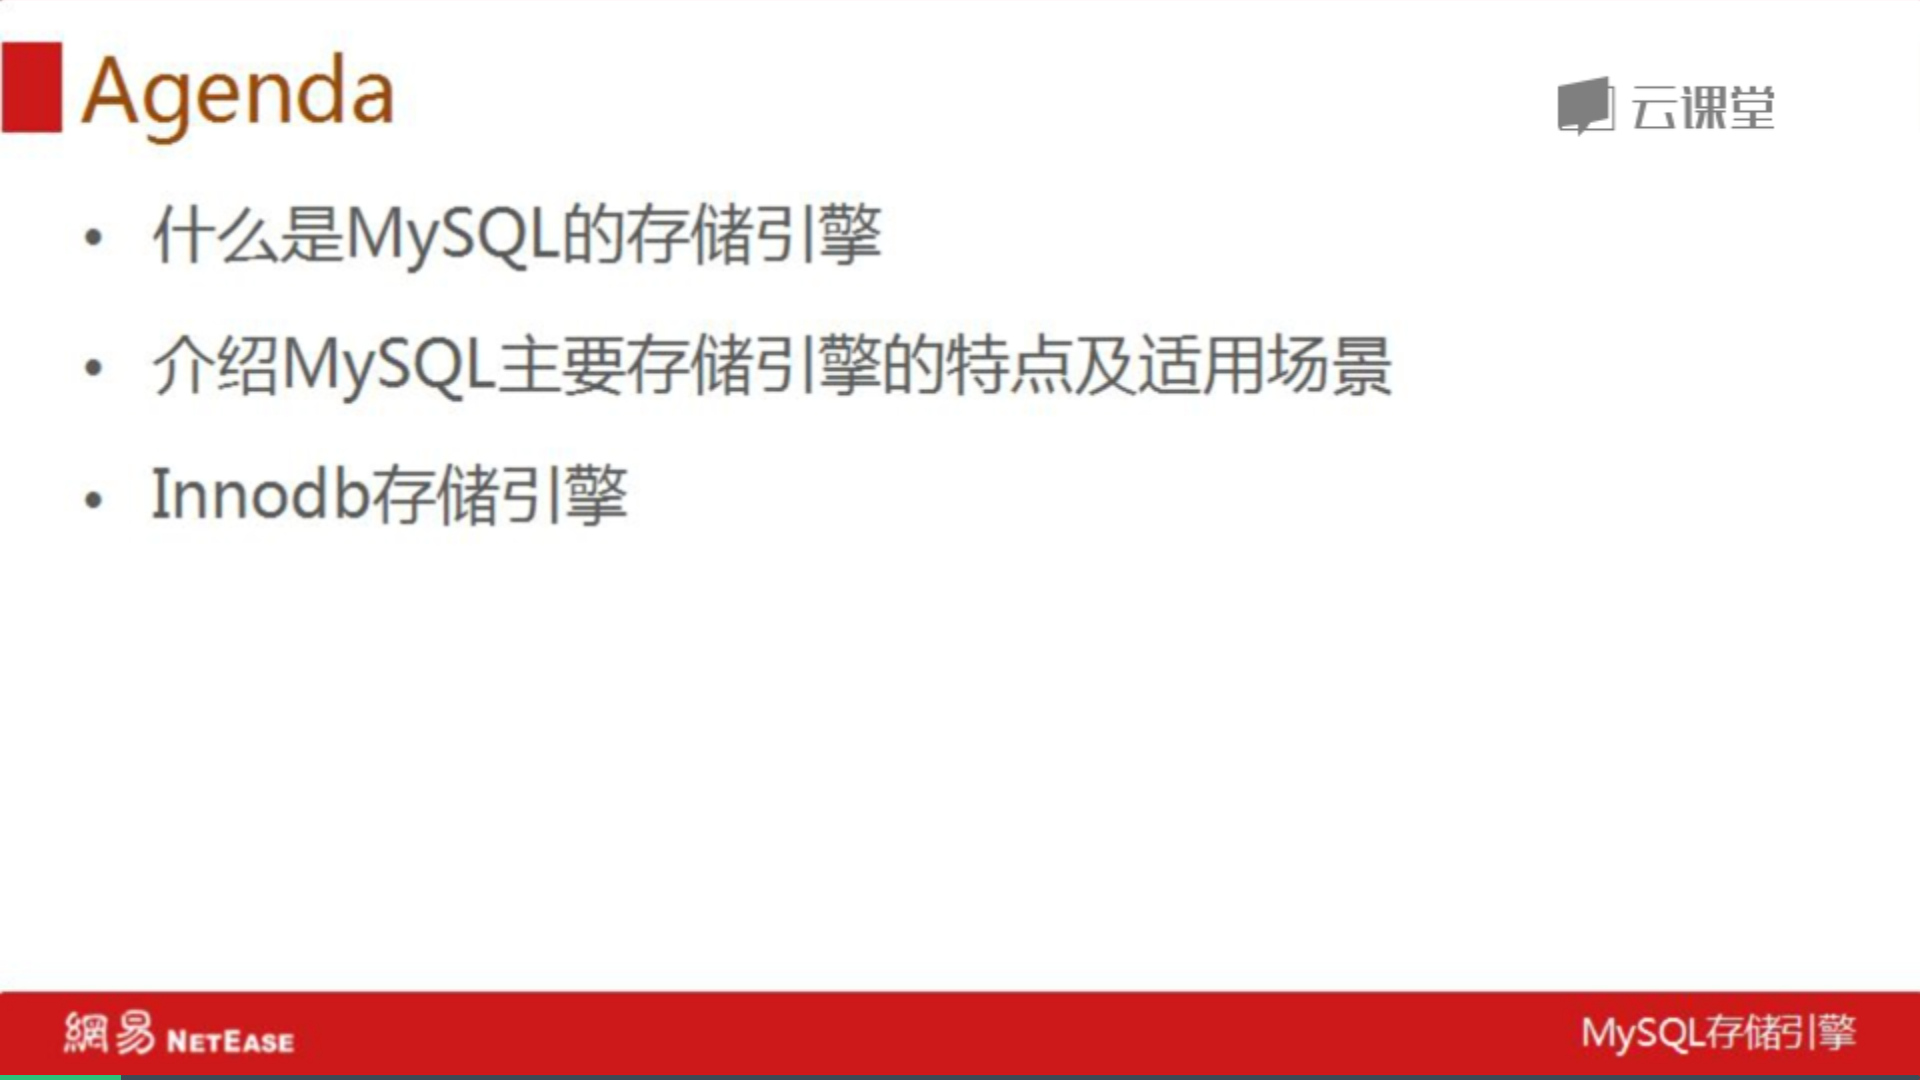 Agenda
云课堂
• 什么是MySQL的存储引擎
• 介绍MySQL主要存储引擎的特点及适用场景
• Innodb存储引擎
網易 NETEASE
MySQL存储引擎